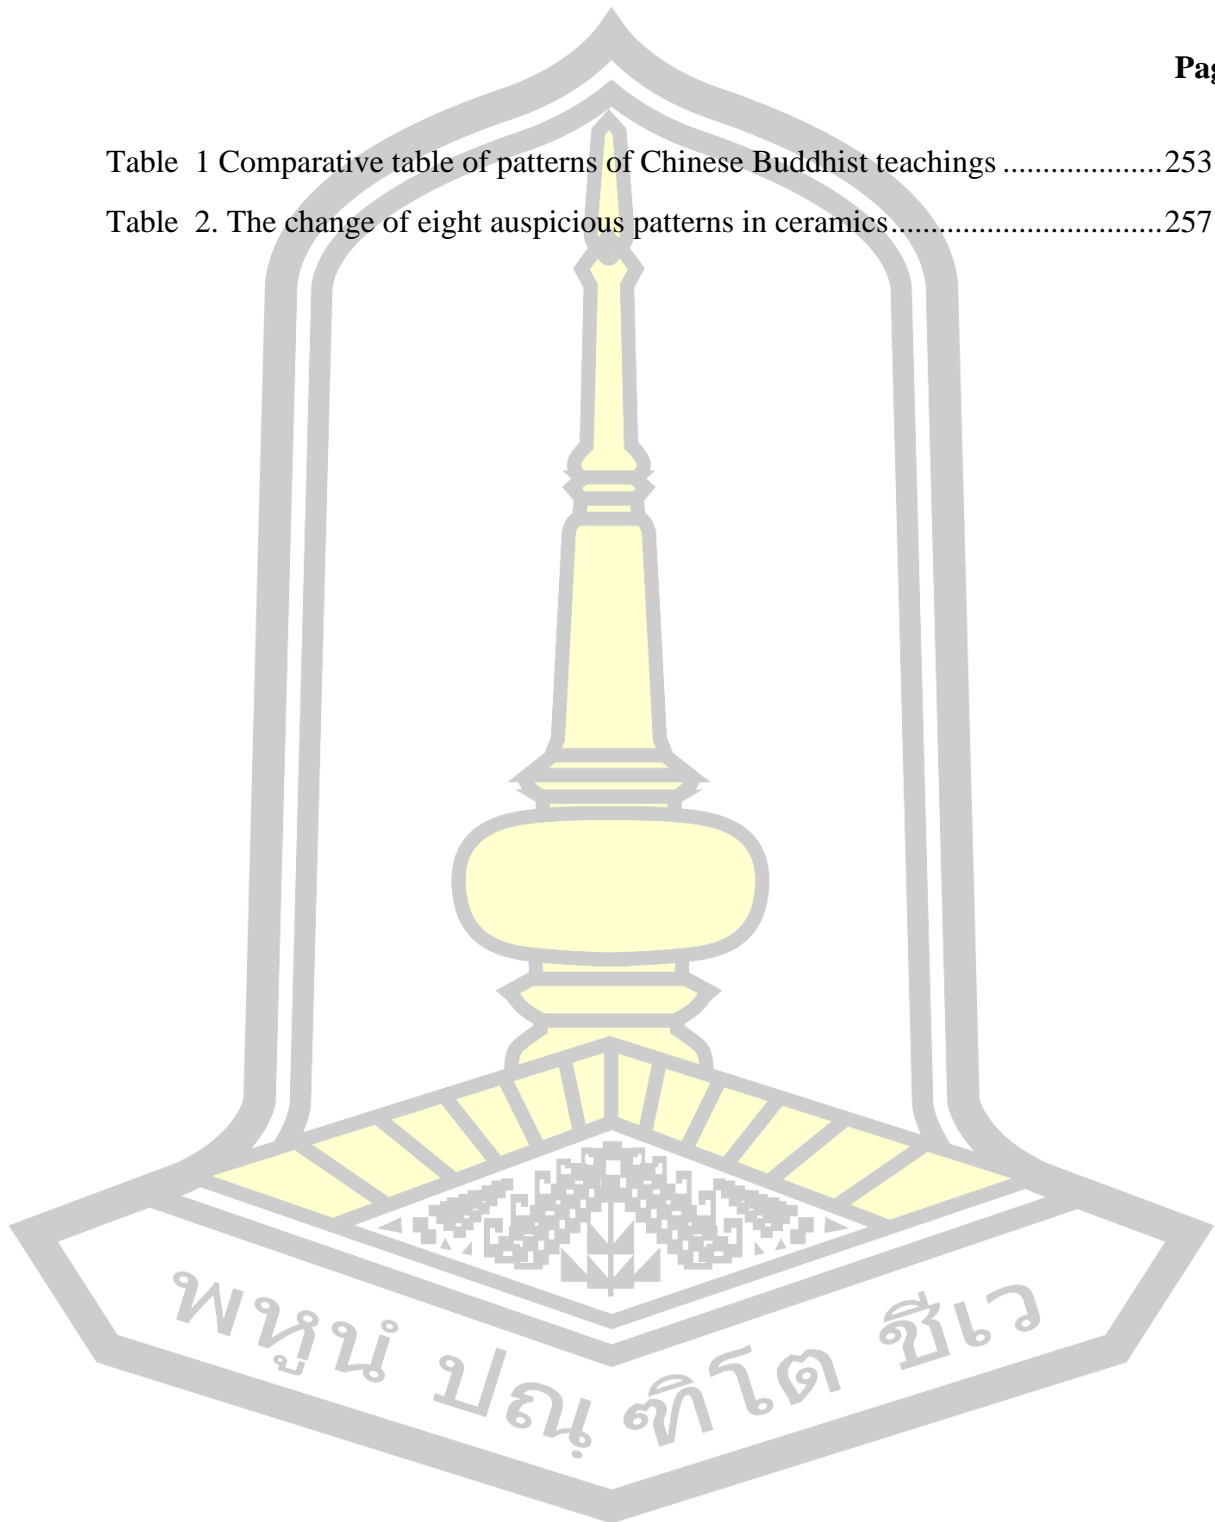 Pag
Table 1 Comparative table of patterns of Chinese Buddhist teachings ...................253
Table 2. The change of eight auspicious patterns in ceramics................................257
พหูนํ ปณฺฑิโต ชีเว